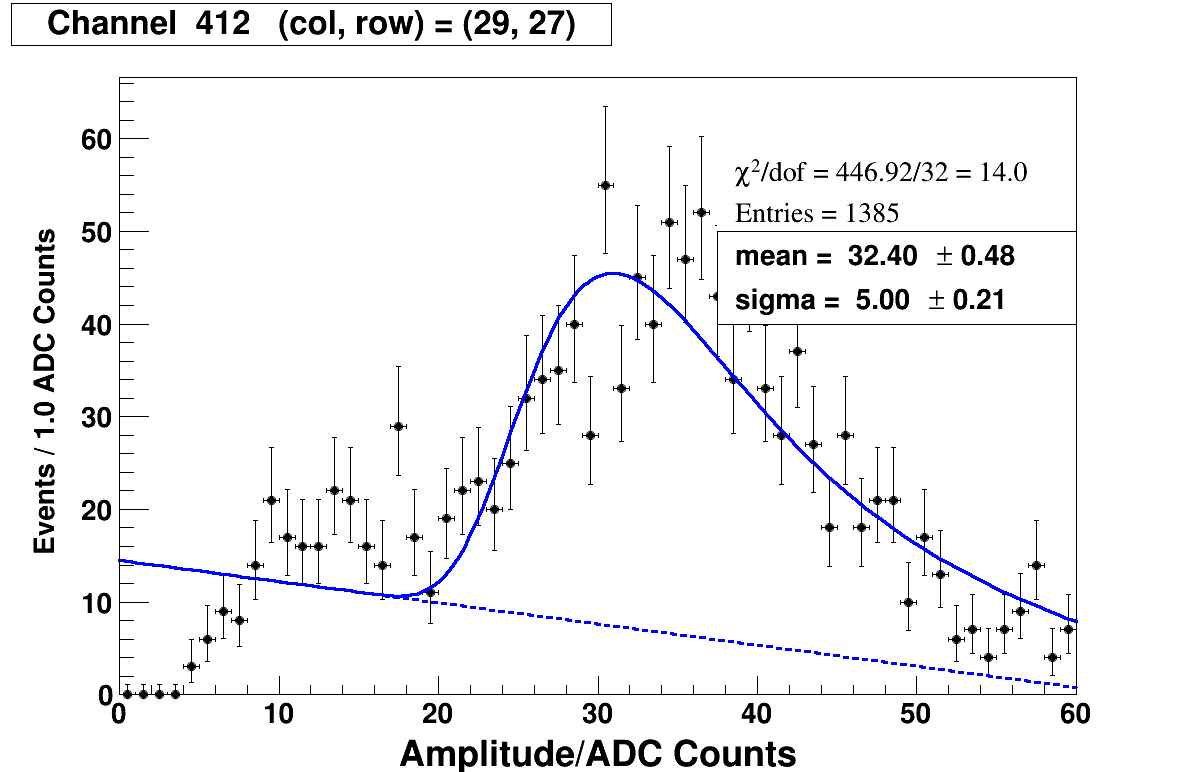 Channel 412 (col, row) = (29, 27)
χ²/dof = 446.92/32 = 14.0
Entries = 1385
mean = 32.40 ± 0.48
sigma = 5.00 ± 0.21
Events / 1.0 ADC Counts
60
50
40
30
20
10
0
0 10 20 30 40 50 60
Amplitude/ADC Counts